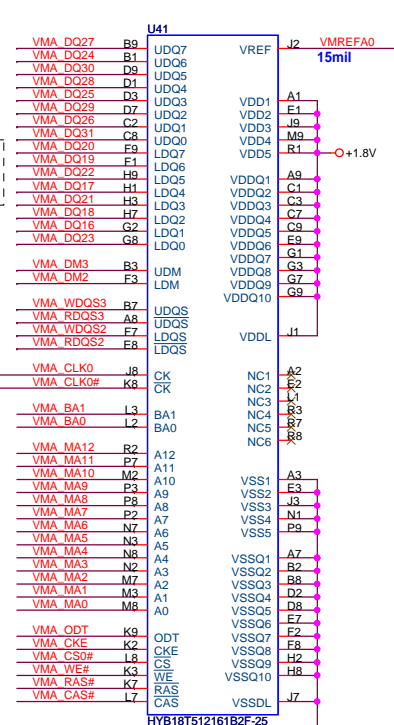 U41
VMA_DQ27 B9 UDQ7 VREF J2 VMREFA0
VMA_DQ24 B1 UDQ6 15mil
VMA_DQ30 D9 UDQ5
VMA_DQ28 D1 UDQ4
VMA_DQ25 D3 UDQ3 VDD1 A1
VMA_DQ29 D7 UDQ2 VDD2 E1
VMA_DQ26 C2 UDQ1 VDD3 J9
VMA_DQ31 C8 UDQ0 VDD4 M9
VMA_DQ20 F9 LDQ7 VDD5 R1 +1.8V
VMA_DQ19 F1 LDQ6
VMA_DQ22 H9 LDQ5 VDDQ1 A9
VMA_DQ17 H1 LDQ4 VDDQ2 C1
VMA_DQ21 H3 LDQ3 VDDQ3 C3
VMA_DQ18 H7 LDQ2 VDDQ4 C7
VMA_DQ16 G2 LDQ1 VDDQ5 C9
VMA_DQ23 G8 LDQ0 VDDQ6 E9
VDDQ7 G1
VMA_DM3 B3 UDM VDDQ8 G3
VMA_DM2 F3 LDM VDDQ9 G7
VDDQ10 G9
VMA_WDQS3 B7 UDQS
VMA_RDQS3 A8 UDQS
VMA_WDQS2 F7 LDQS VDDL J1
VMA_RDQS2 E8 LDQS
VMA_CLK0 J8 CK NC1 A2
VMA_CLK0# K8 CK NC2 E2
NC3 L1
VMA_BA1 L3 BA1 NC4 R3
VMA_BA0 L2 BA0 NC5 R7
NC6 R8
VMA_MA12 R2 A12
VMA_MA11 P7 A11
VMA_MA10 M2 A10 VSS1 A3
VMA_MA9 P3 A9 VSS2 E3
VMA_MA8 P8 A8 VSS3 J3
VMA_MA7 P2 A7 VSS4 N1
VMA_MA6 N7 A6 VSS5 P9
VMA_MA5 N3 A5
VMA_MA4 N8 A4 VSSQ1 A7
VMA_MA3 N2 A3 VSSQ2 B2
VMA_MA2 M7 A2 VSSQ3 B8
VMA_MA1 M3 A1 VSSQ4 D2
VMA_MA0 M8 A0 VSSQ5 D8
VSSQ6 E7
VMA_ODT K9 ODT VSSQ7 F2
VMA_CKE K2 CKE VSSQ8 F8
VMA_CS0# L8 CS VSSQ9 H2
VMA_WE# K3 WE VSSQ10 H8
VMA_RAS# K7 RAS
VMA_CAS# L7 CAS VSSDL J7
HYB18T512161B2F-25